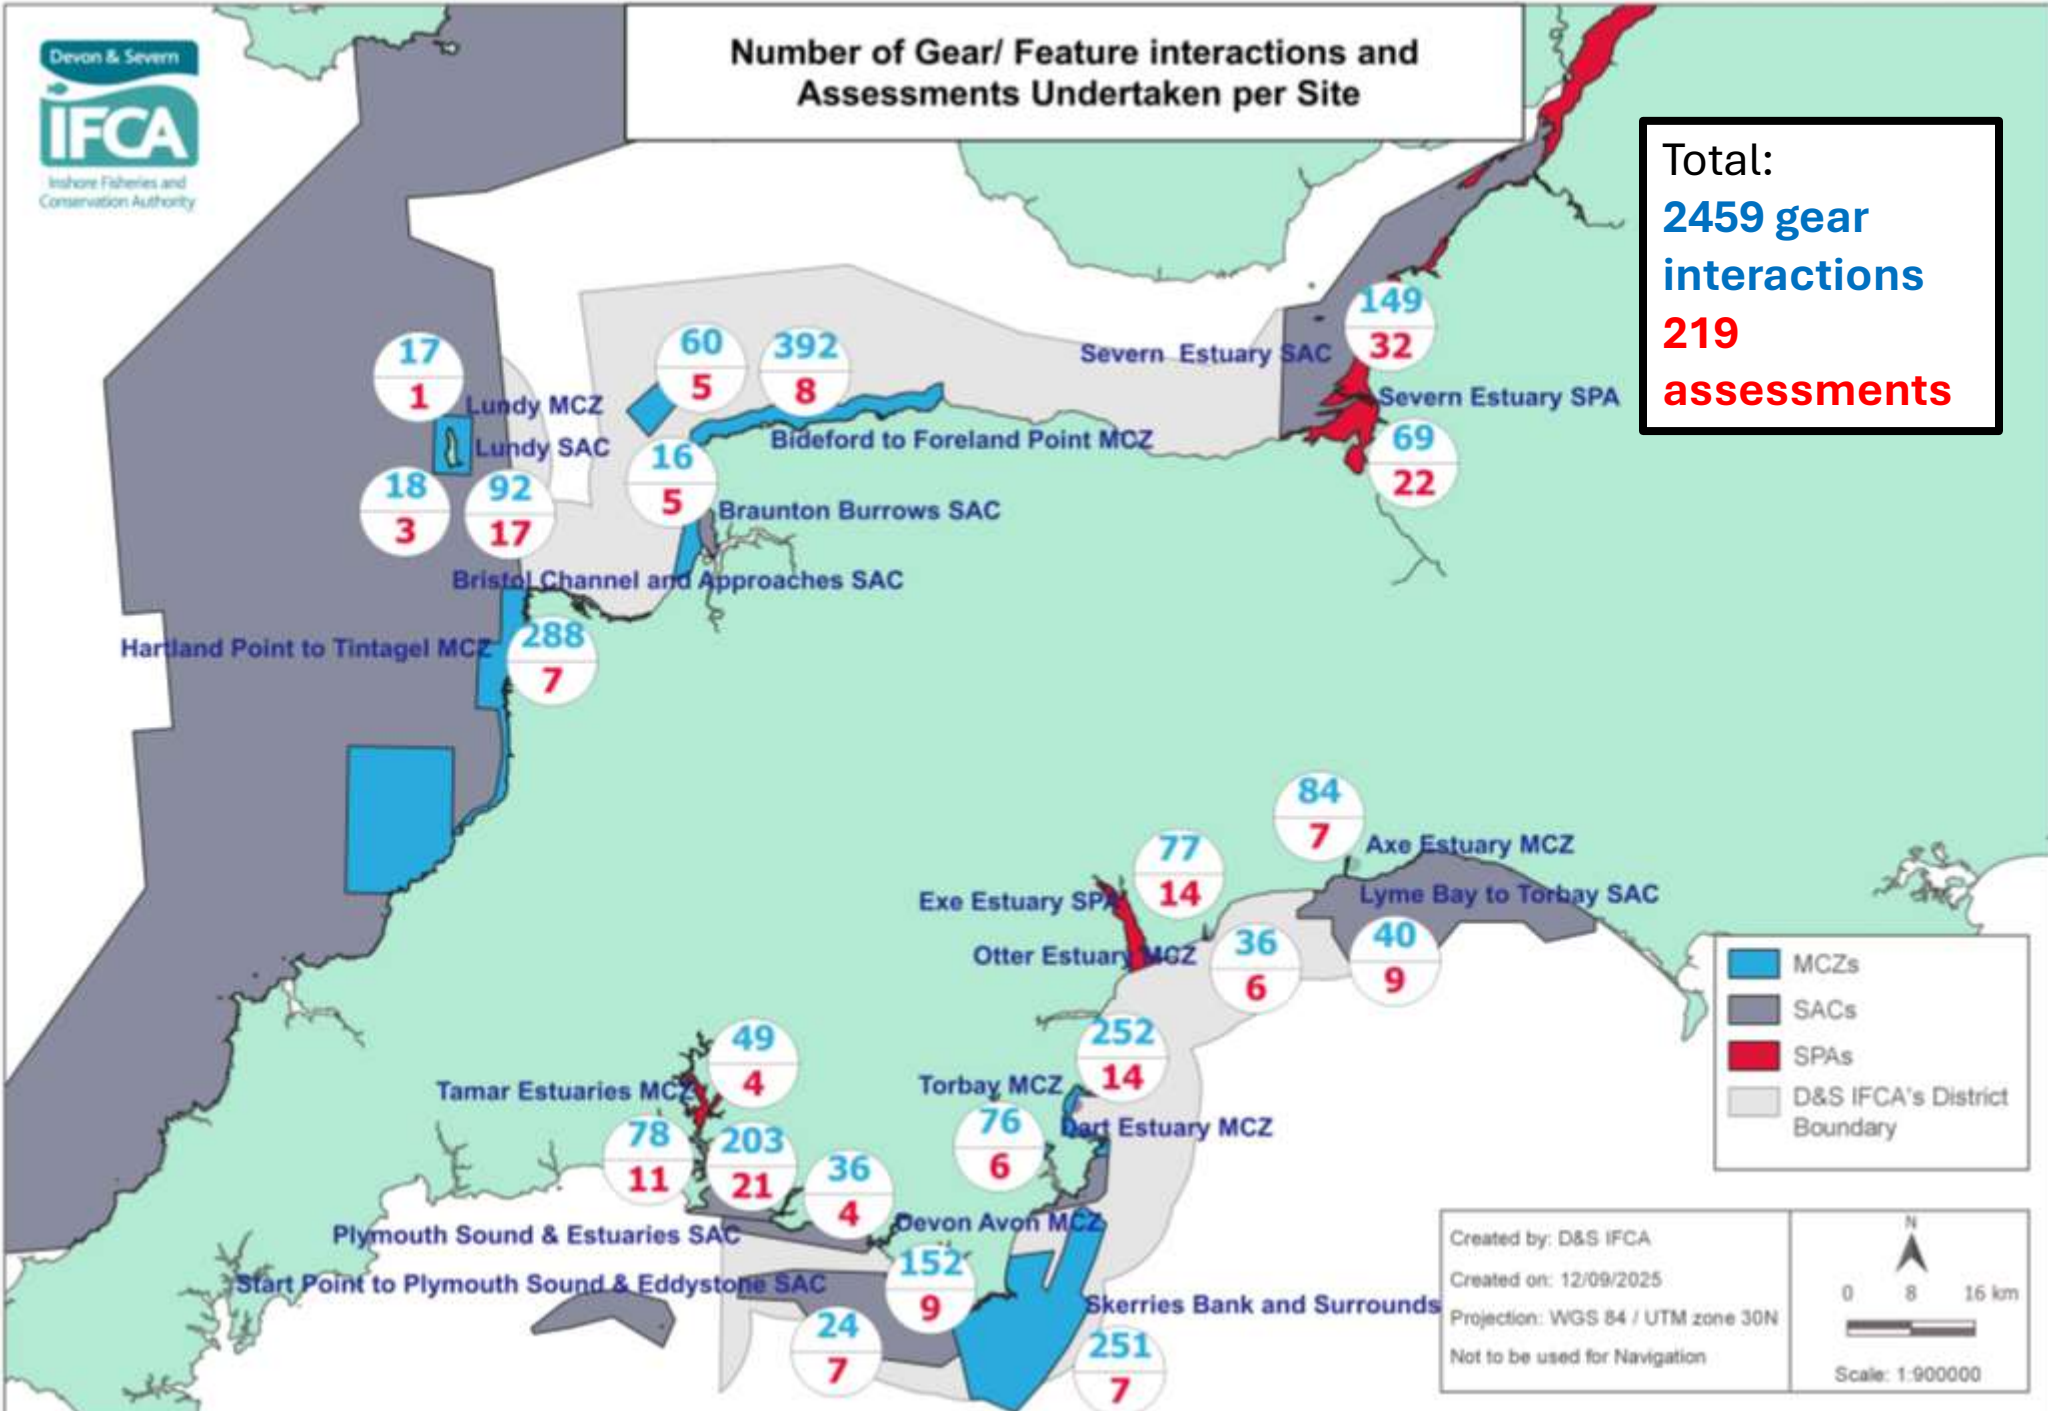 Devon & Severn
IFCA
Inshore Fisheries and
Conservation Authority
Number of Gear/ Feature interactions and
Assessments Undertaken per Site
Total:
2459 gear
interactions
219
assessments
149
32
Severn Estuary SAC
Severn Estuary SPA
69
22
17
1
60
5
392
8
Lundy MCZ
Lundy SAC
Bideford to Foreland Point MCZ
18
3
92
17
16
5
Braunton Burrows SAC
Bristol Channel and Approaches SAC
Hartland Point to Tintagel MCZ
288
7
84
7
Axe Estuary MCZ
77
14
Exe Estuary SPA
Lyme Bay to Torbay SAC
Otter Estuary MCZ
36
6
40
9
MCZs
SACs
SPAs
D&S IFCA's District
Boundary
49
4
252
14
Tamar Estuaries MCZ
Torbay MCZ
78
11
203
21
76
6
Dart Estuary MCZ
36
4
Devon Avon MCZ
Plymouth Sound & Estuaries SAC
152
9
Start Point to Plymouth Sound & Eddystone SAC
Skerries Bank and Surrounds
24
7
251
7
Created by: D&S IFCA
Created on: 12/09/2025
Projection: WGS 84 / UTM zone 30N
Not to be used for Navigation
N
0 8 16 km
Scale: 1:900000